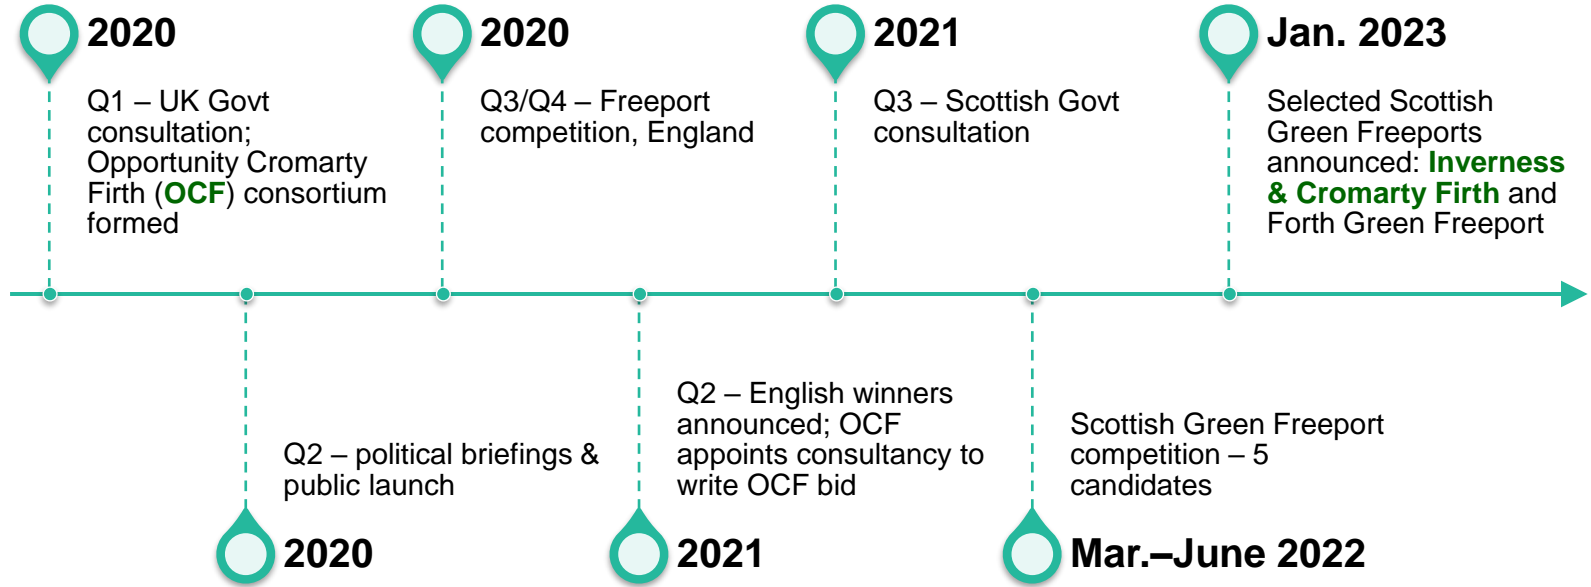 2020
Q1 – UK Govt
consultation;
Opportunity Cromarty
Firth (OCF) consortium
formed
2020
Q3/Q4 – Freeport
competition, England
2021
Q3 – Scottish Govt
consultation
Jan. 2023
Selected Scottish
Green Freeports
announced: Inverness
& Cromarty Firth and
Forth Green Freeport
Q2 – political briefings &
public launch
2020
Q2 – English winners
announced; OCF
appoints consultancy to
write OCF bid
2021
Scottish Green Freeport
competition – 5
candidates
Mar.–June 2022